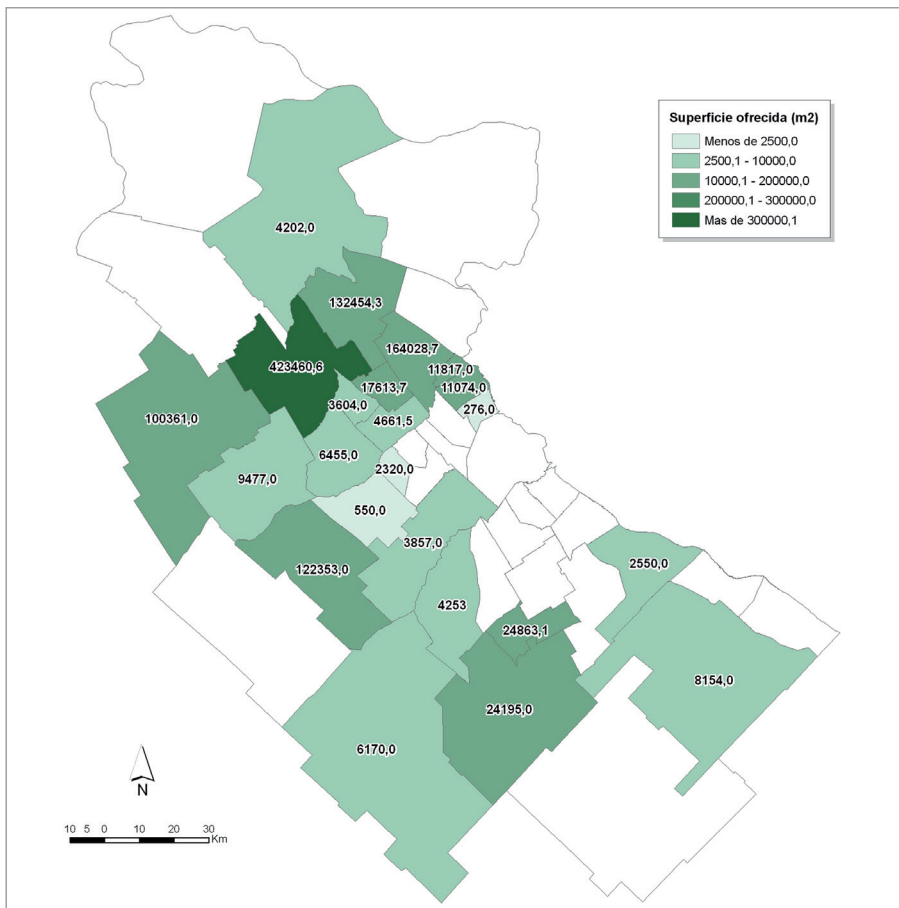 Superficie ofrecida (m2)
Menos de 2500,0
2500,1 - 10000,0
10000,1 - 200000,0
200000,1 - 300000,0
Mas de 300000,1
4202,0
132454,3
164028,7
423460,6
11817,0
17613,7
11074,0
3604,0
276,0
100361,0
4661,5
6455,0
2320,0
9477,0
550,0
3857,0
122353,0
2550,0
4253
24863,1
8154,0
24195,0
6170,0
N
10 5 0 10 20 30
Km